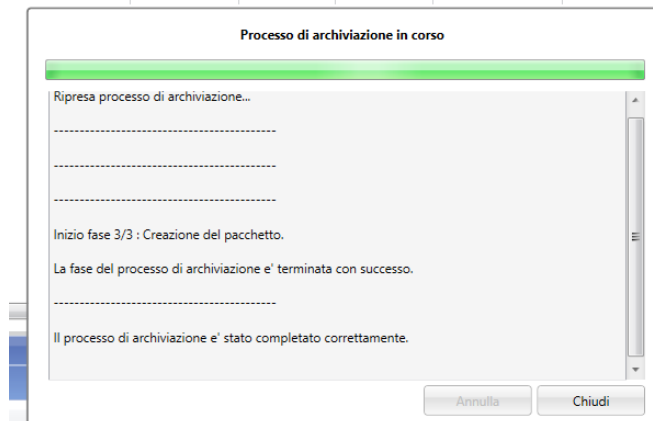 Processo di archiviazione in corso
Ripresa processo di archiviazione...
-------------------------------------------
-------------------------------------------
-------------------------------------------
Inizio fase 3/3 : Creazione del pacchetto.
La fase del processo di archiviazione e' terminata con successo.
-------------------------------------------
Il processo di archiviazione e' stato completato correttamente.
Annulla
Chiudi